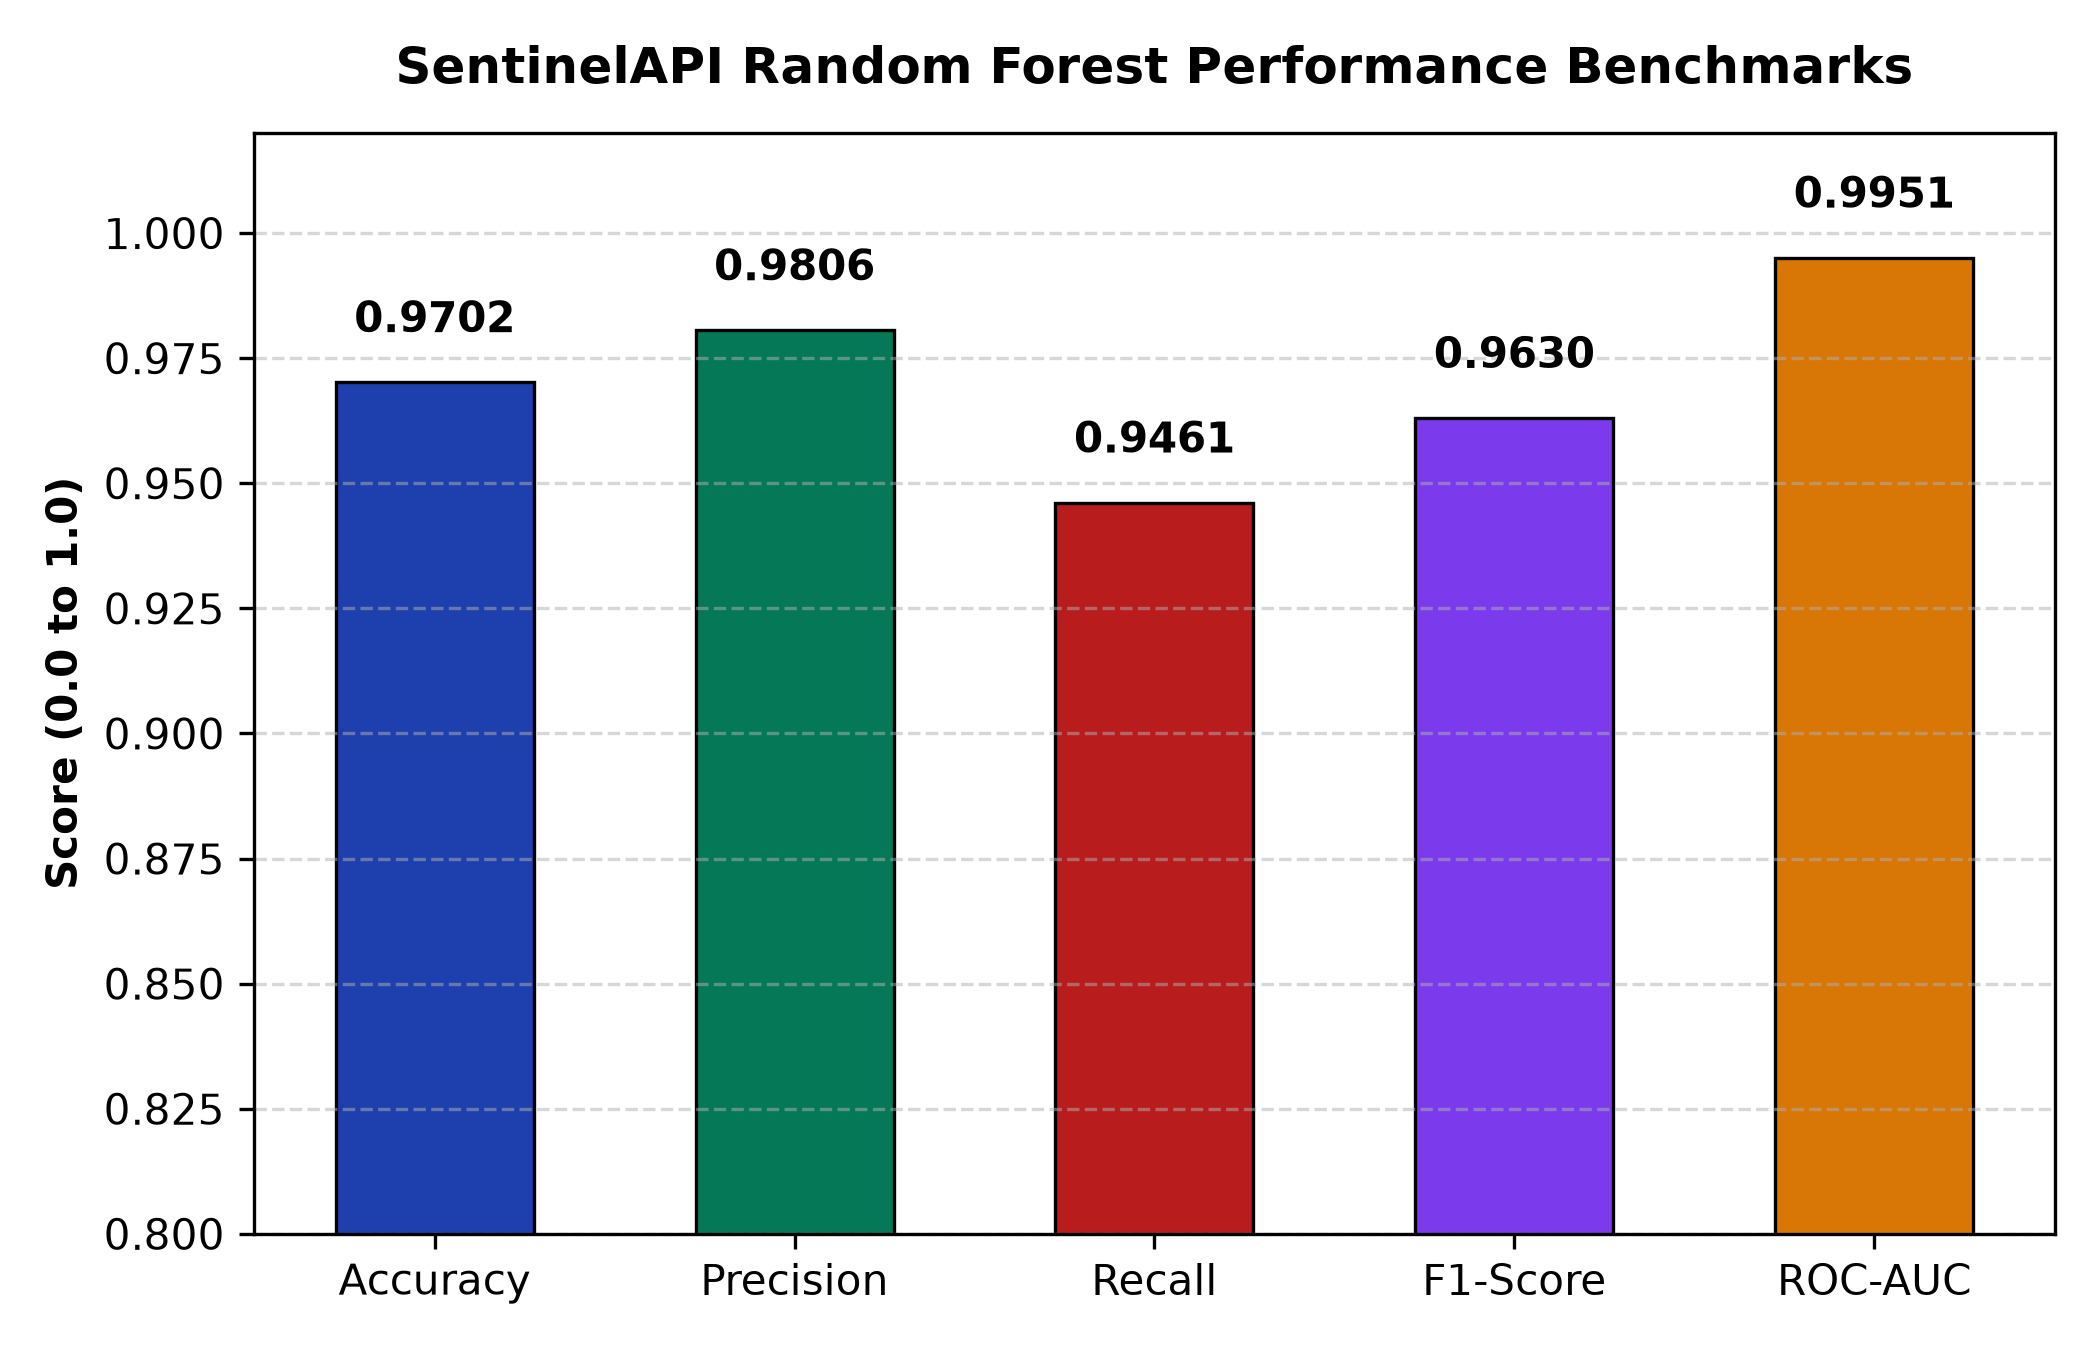 SentinelAPI Random Forest Performance Benchmarks
Score (0.0 to 1.0)
1.000
0.975
0.950
0.925
0.900
0.875
0.850
0.825
0.800
0.9702
0.9806
0.9461
0.9630
0.9951
Accuracy
Precision
Recall
F1-Score
ROC-AUC